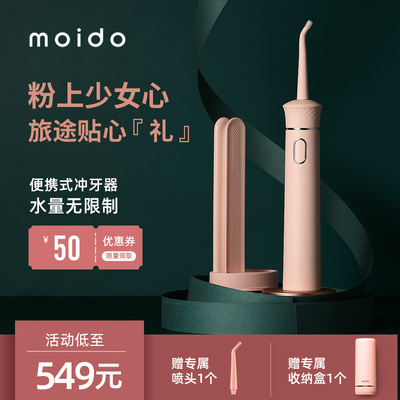 moido
粉上少女心
旅途贴心『礼』
便携式冲牙器
水量无限制
¥50 优惠券
限量领取
活动低至
549元
赠专属
喷头1个
赠专属
收纳盒1个